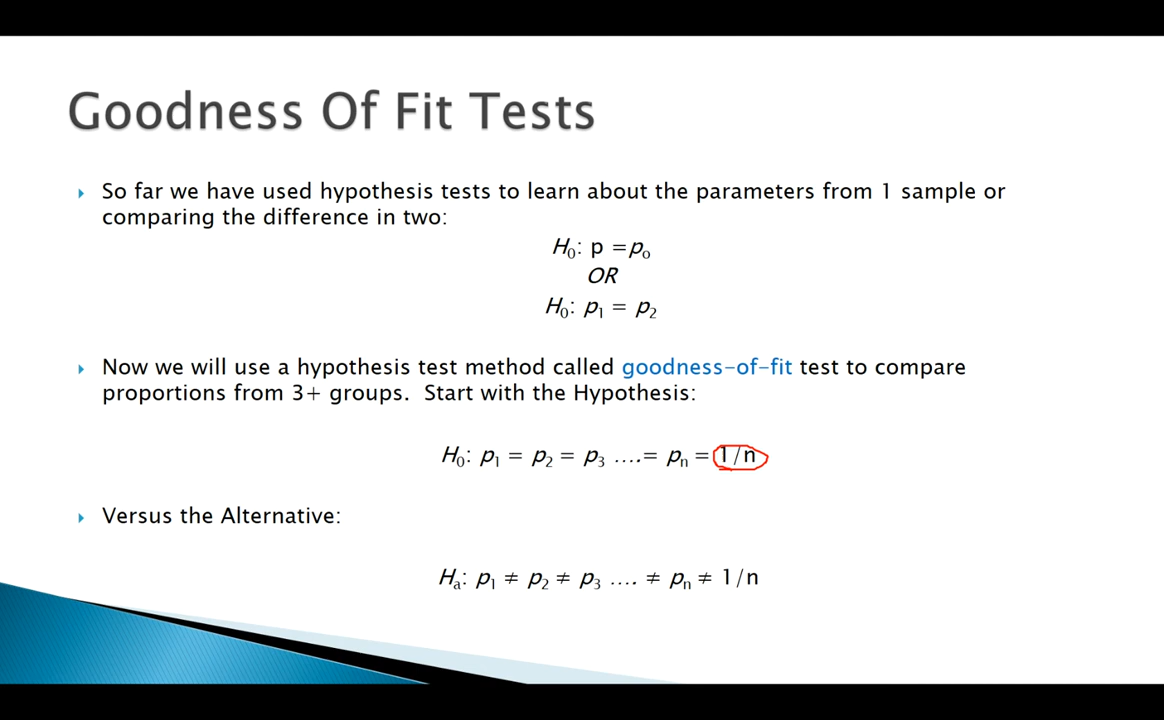 Goodness Of Fit Tests
So far we have used hypothesis tests to learn about the parameters from 1 sample or
comparing the difference in two:
H₀: p =pₒ
OR
H₀: p₁ = p₂
Now we will use a hypothesis test method called goodness-of-fit test to compare
proportions from 3+ groups. Start with the Hypothesis:
H₀: p₁ = p₂ = p₃ ....= pₙ = 1/n
Versus the Alternative:
Hₐ: p₁ ≠ p₂ ≠ p₃ .... ≠ pₙ ≠ 1/n